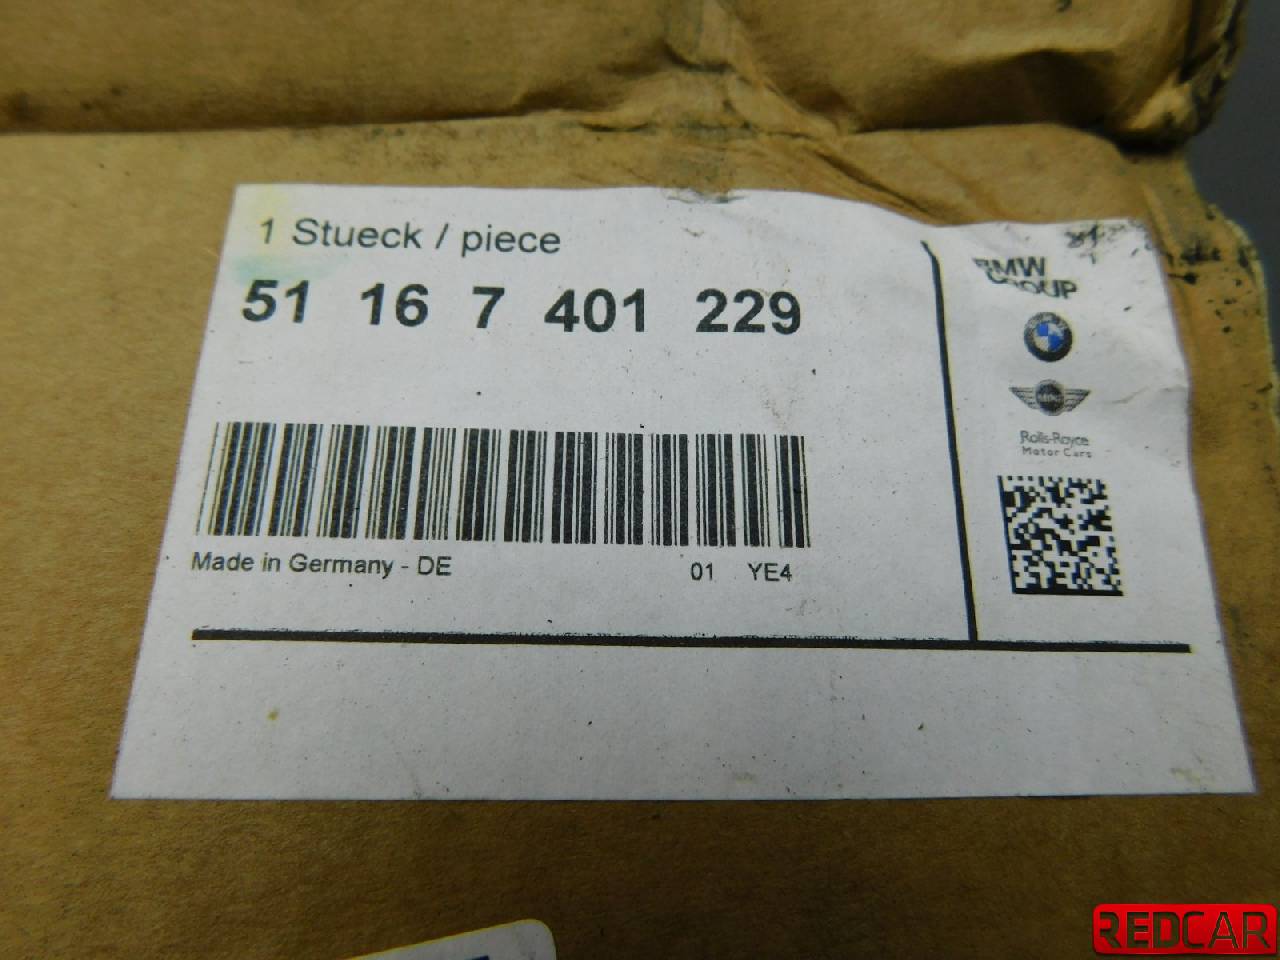 1 Stueck / piece
51 16 7 401 229
Made in Germany - DE
01 YE4
BMW
GROUP
MINI
Rolls-Royce
Motor Cars
REDCAR